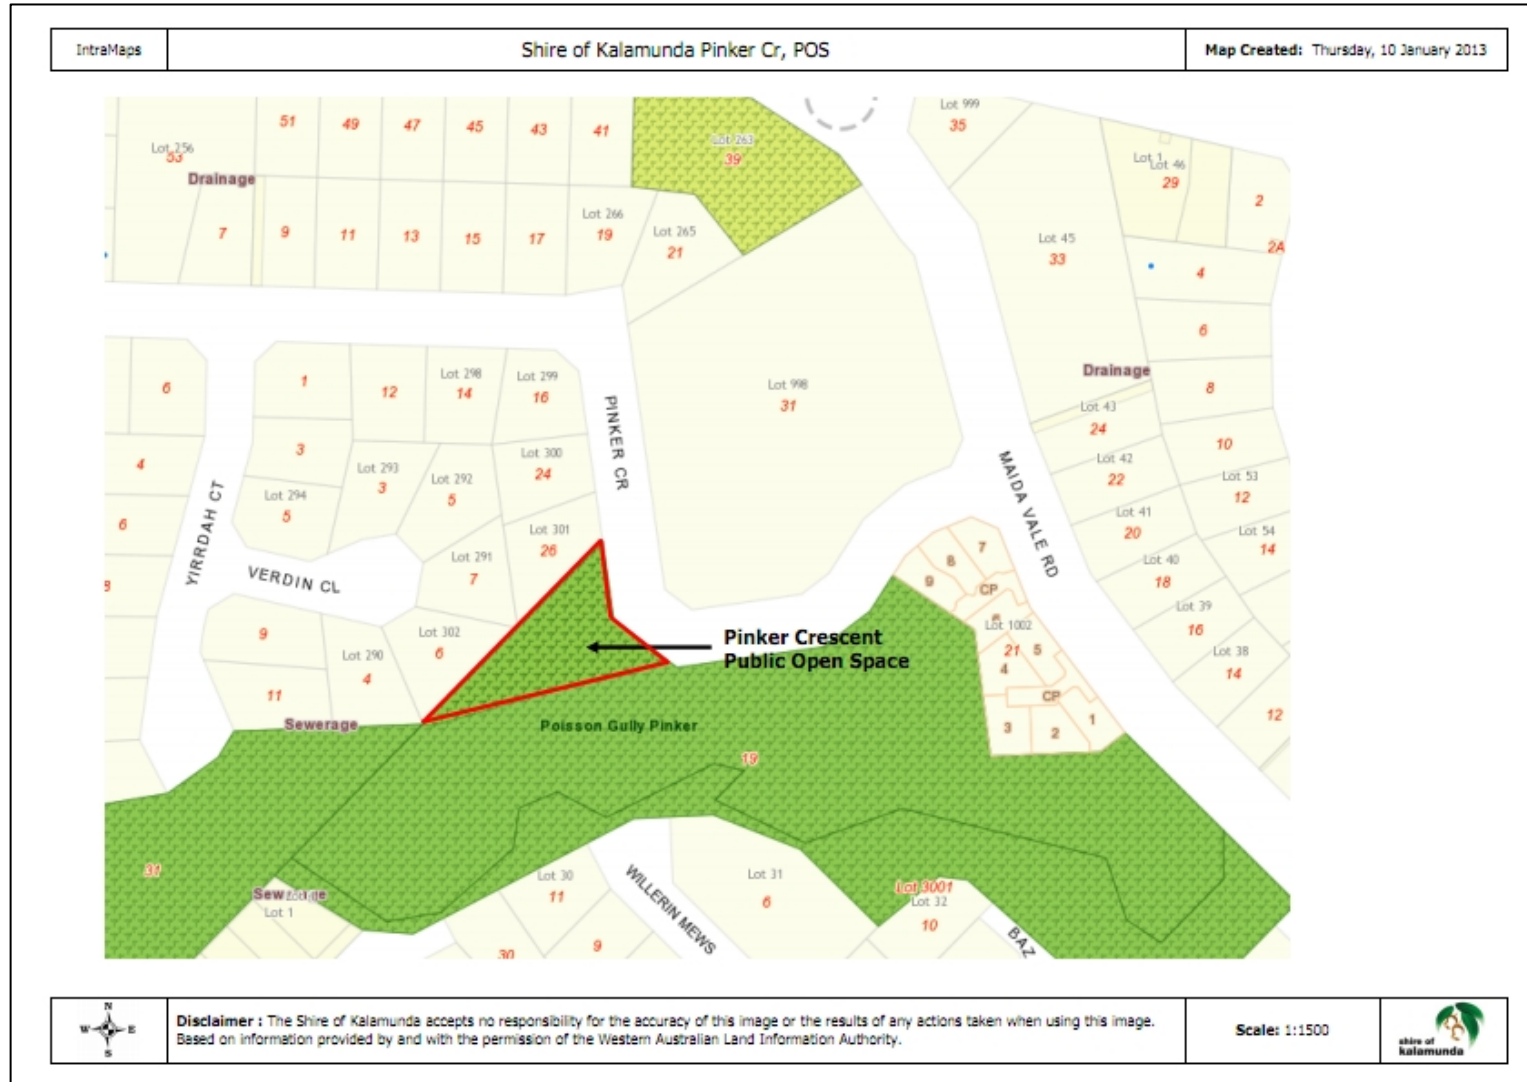 IntraMaps
Shire of Kalamunda Pinker Cr, POS
Map Created: Thursday, 10 January 2013
51
49
47
45
43
41
Lot 263
39
Lot 999
35
Lot 256
53
Drainage
Lot 1
Lot 46
29
2
2A
7
9
11
13
15
17
Lot 266
19
Lot 265
21
Lot 45
33
4
6
6
1
12
Lot 298
14
Lot 299
16
PINKER CR
Lot 998
31
Drainage
8
Lot 43
24
10
4
3
Lot 293
3
Lot 292
5
Lot 300
24
MAIDA VALE RD
Lot 42
22
Lot 53
12
6
Lot 294
5
YIRRDAH CT
Lot 301
26
Lot 41
20
Lot 54
14
8
VERDIN CL
Lot 291
7
7
8
9
CP
Lot 40
18
Lot 39
16
9
Lot 302
6
Pinker Crescent
Public Open Space
6
Lot 1002
21
5
4
Lot 38
14
Lot 290
4
11
CP
Sewerage
Poisson Gully Pinker
3
2
1
12
19
31
Sewerage
Lot 1
Lot 30
11
WILLERIN MEWS
Lot 31
6
Lot 3001
Lot 32
10
BAZ
30
9
N
W E
S
Disclaimer : The Shire of Kalamunda accepts no responsibility for the accuracy of this image or the results of any actions taken when using this image.
Based on information provided by and with the permission of the Western Australian Land Information Authority.
Scale: 1:1500
shire of
kalamunda